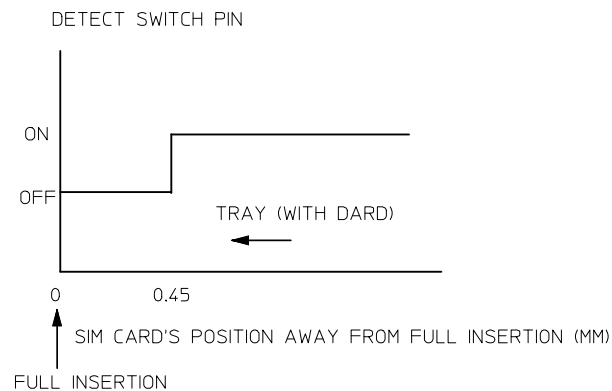 DETECT SWITCH PIN
ON
OFF
TRAY (WITH DARD)
0 0.45
SIM CARD'S POSITION AWAY FROM FULL INSERTION (MM)
FULL INSERTION